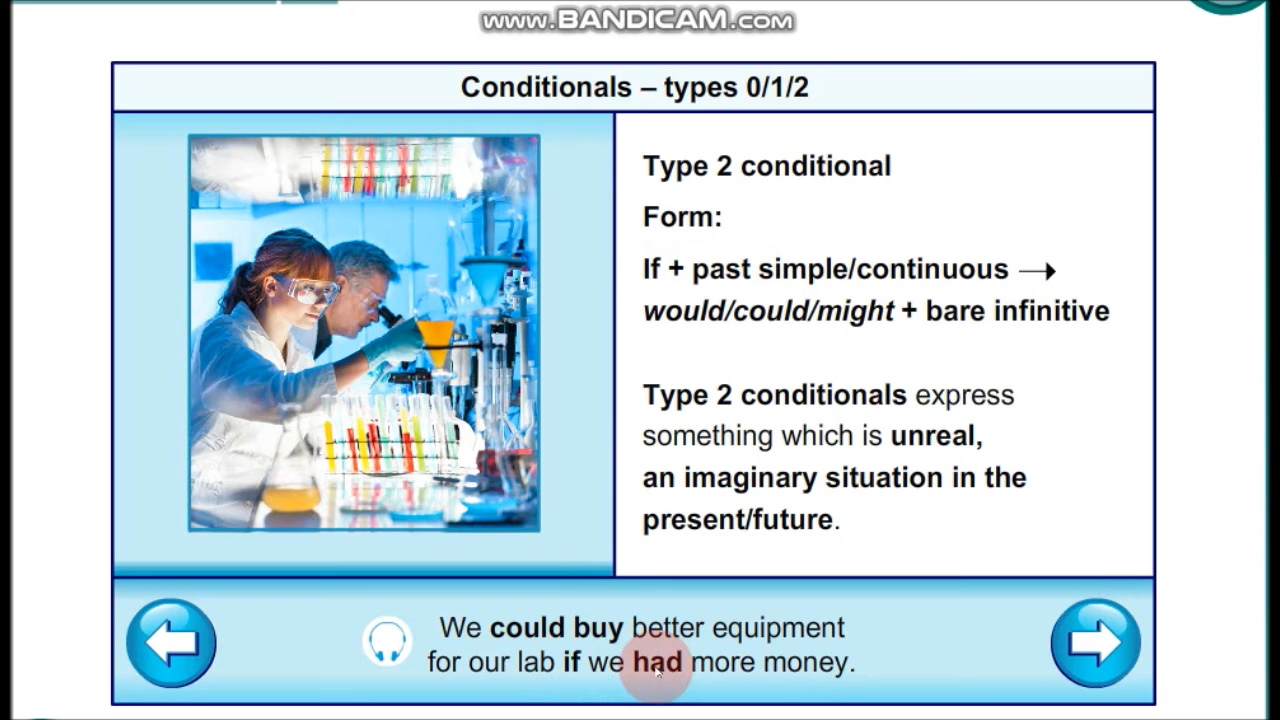 www.BANDICAM.com
Conditionals – types 0/1/2
Type 2 conditional
Form:
If + past simple/continuous →
would/could/might + bare infinitive
Type 2 conditionals express
something which is unreal,
an imaginary situation in the
present/future.
We could buy better equipment
for our lab if we had more money.